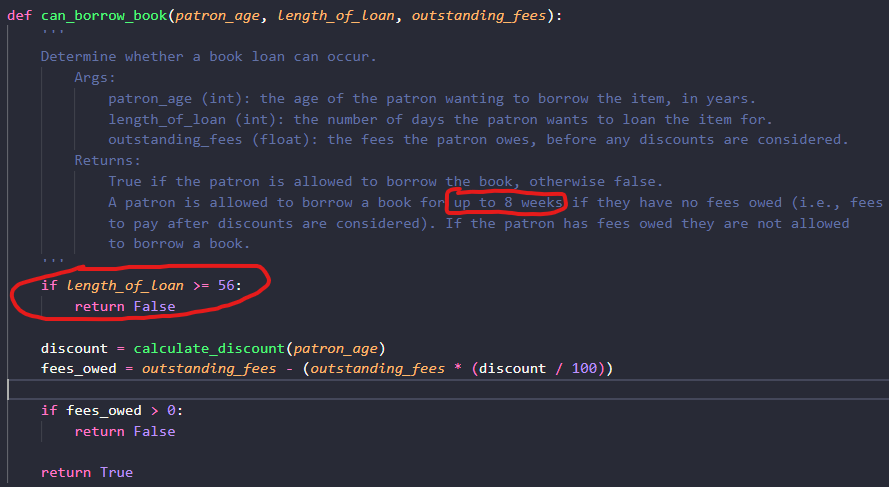 def can_borrow_book(patron_age, length_of_loan, outstanding_fees):
'''
Determine whether a book loan can occur.
Args:
patron_age (int): the age of the patron wanting to borrow the item, in years.
length_of_loan (int): the number of days the patron wants to loan the item for.
outstanding_fees (float): the fees the patron owes, before any discounts are considered.
Returns:
True if the patron is allowed to borrow the book, otherwise false.
A patron is allowed to borrow a book for up to 8 weeks if they have no fees owed (i.e., fees
to pay after discounts are considered). If the patron has fees owed they are not allowed
to borrow a book.
'''
if length_of_loan >= 56:
return False
discount = calculate_discount(patron_age)
fees_owed = outstanding_fees - (outstanding_fees * (discount / 100))
if fees_owed > 0:
return False
return True